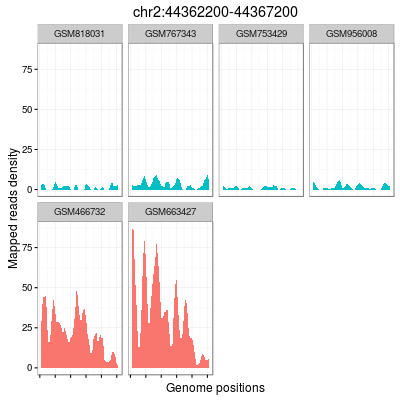 chr2:44362200-44367200
GSM818031 GSM767343 GSM753429 GSM956008
75
50
25
0
GSM466732 GSM663427
75
50
25
0
Mapped reads density
Genome positions